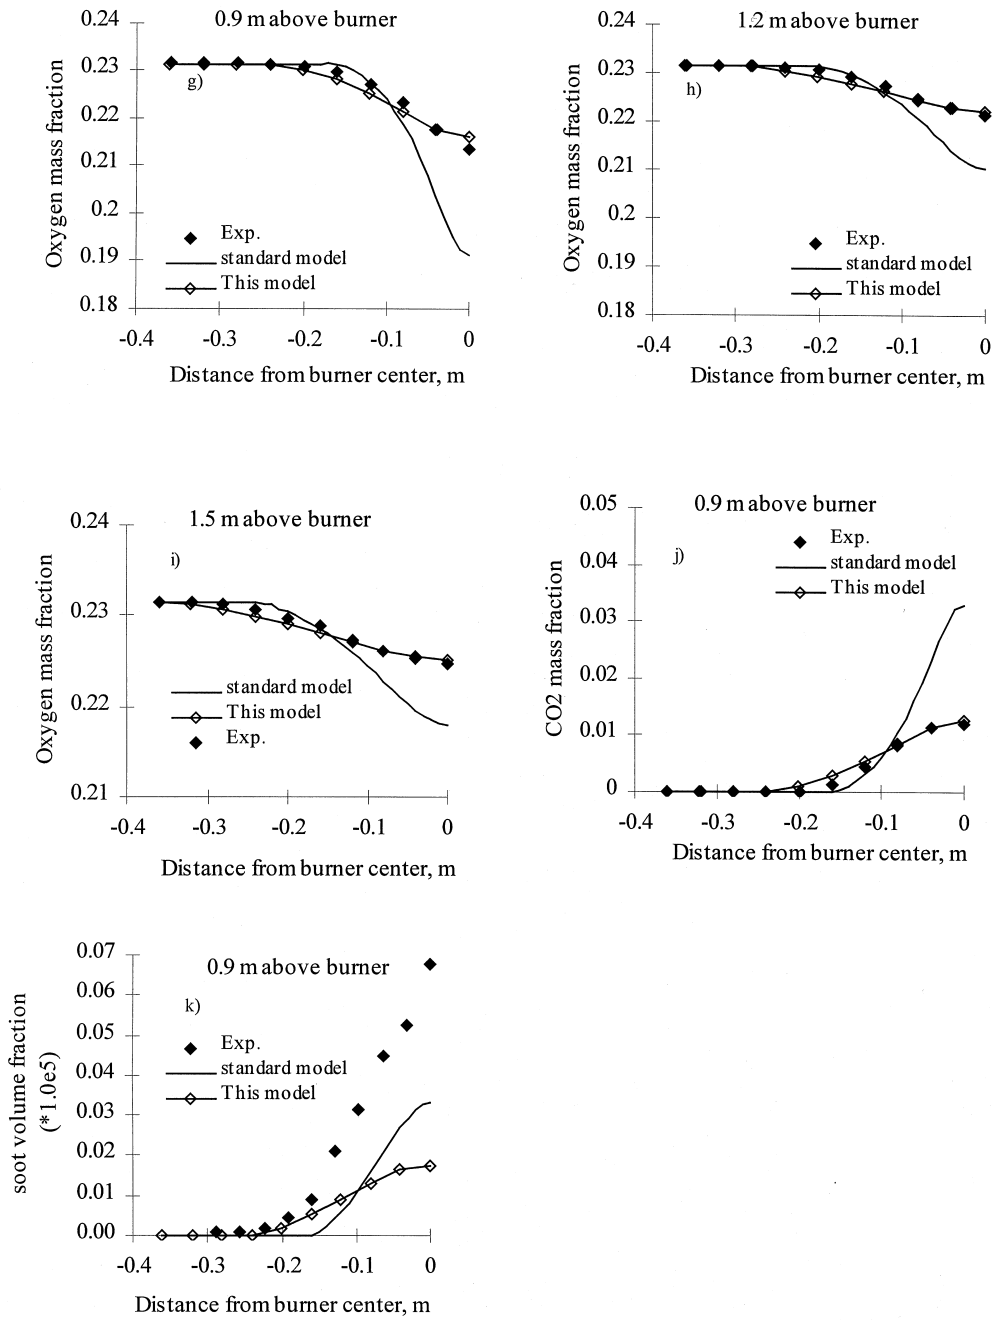 0.9 m above burner
g)
Oxygen mass fraction
0.24
0.23
0.22
0.21
0.2
0.19
0.18
Exp.
standard model
This model
-0.4 -0.3 -0.2 -0.1 0
Distance from burner center, m
1.2 m above burner
h)
Oxygen mass fraction
0.24
0.23
0.22
0.21
0.2
0.19
0.18
Exp.
standard model
This model
-0.4 -0.3 -0.2 -0.1 0
Distance from burner center, m
1.5 m above burner
i)
Oxygen mass fraction
0.24
0.23
0.22
0.21
standard model
This model
Exp.
-0.4 -0.3 -0.2 -0.1 0
Distance from burner center, m
0.9 m above burner
j)
CO2 mass fraction
0.05
0.04
0.03
0.02
0.01
0
Exp.
standard model
This model
-0.4 -0.3 -0.2 -0.1 0
Distance from burner center, m
0.9 m above burner
k)
soot volume fraction
(*1.0e5)
0.07
0.06
0.05
0.04
0.03
0.02
0.01
0.00
Exp.
standard model
This model
-0.4 -0.3 -0.2 -0.1 0
Distance from burner center, m